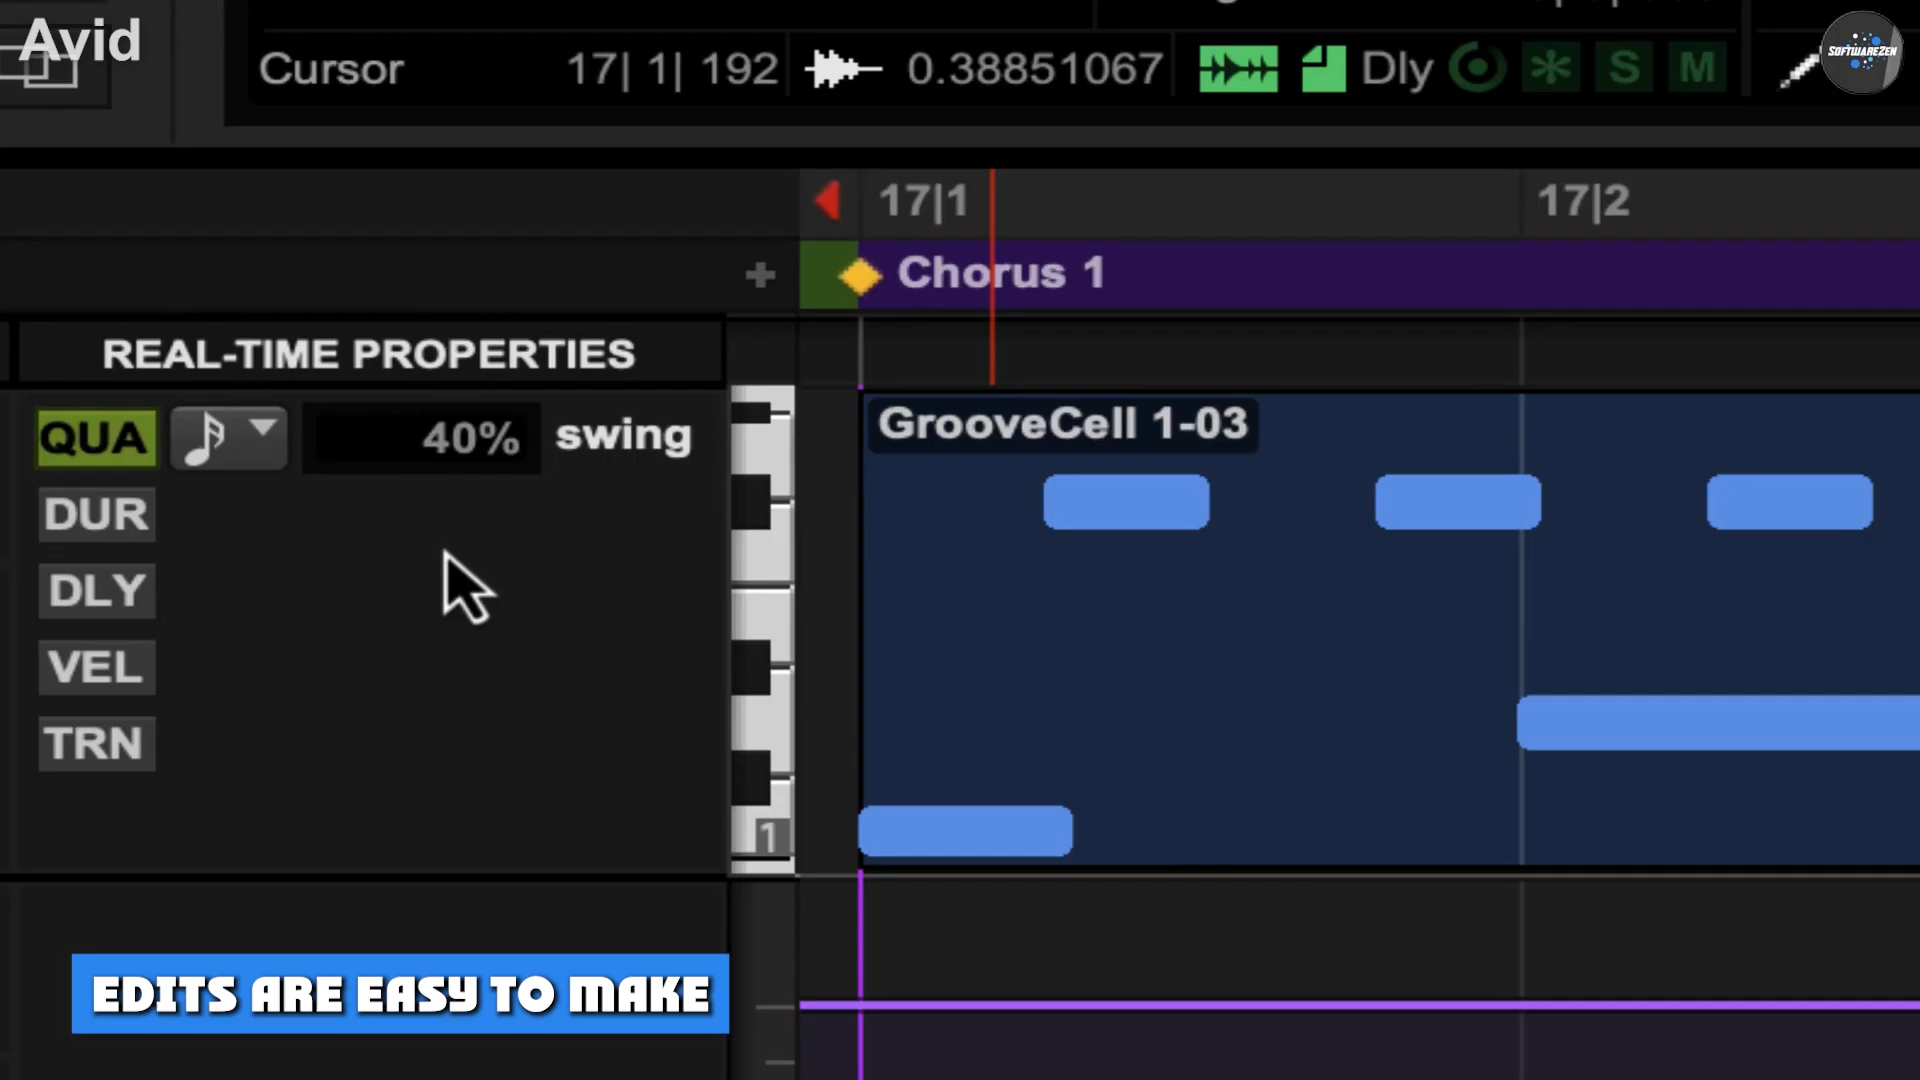 Avid
Cursor 17| 1| 192 0.38851067 Dly * S M
SOFTWAREZEN
17|1 17|2
+ Chorus 1
REAL-TIME PROPERTIES
QUA 40% swing
GrooveCell 1-03
DUR
DLY
VEL
TRN
1
EDITS ARE EASY TO MAKE